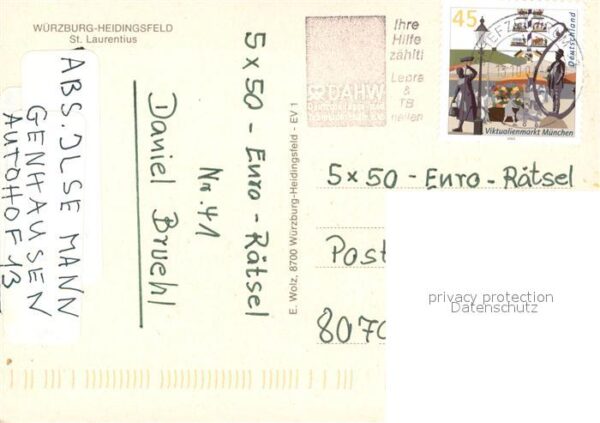 WÜRZBURG-HEIDINGSFELD
St. Laurentius
ABS. ILSE MANN
GENHAUSEN
AUTOHOF 13
5 x 50 - Euro - Rätsel
Nr. 41
Daniel Bruehl
E. Wolz, 8700 Würzburg-Heidingsfeld - EV 1
Ihre
Hilfe
zählt!
Lepra
&
TB
heilen
DAHW
45
Deutschland
Viktualienmarkt München
5 x 50 - Euro - Rätsel
Post
8070
privacy protection
Datenschutz